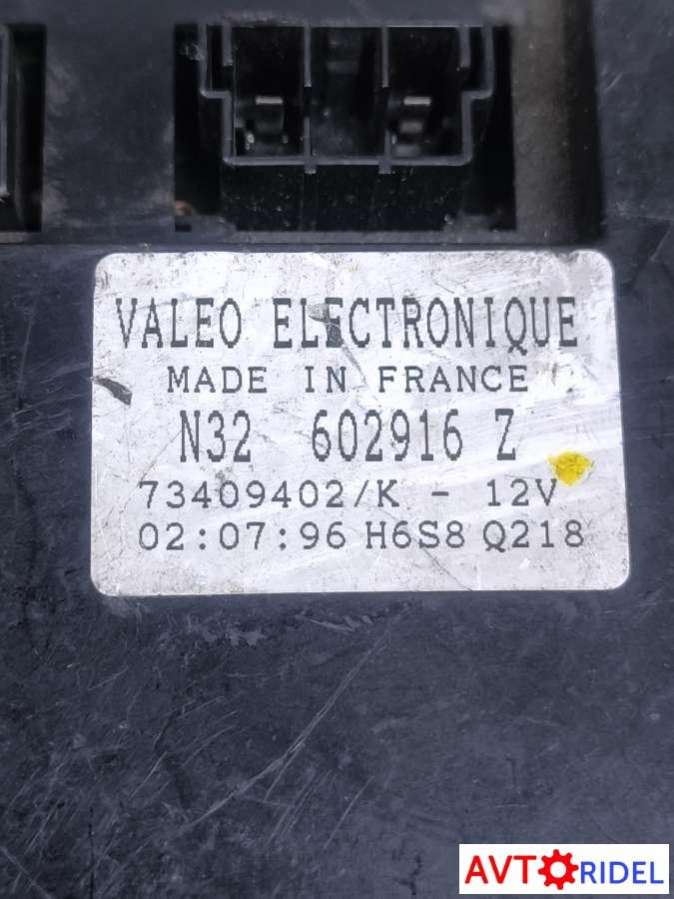 VALEO ELECTRONIQUE
MADE IN FRANCE
N32 602916 Z
73409402/K - 12V
02:07:96 H6S8 Q218
AVTORIDEL